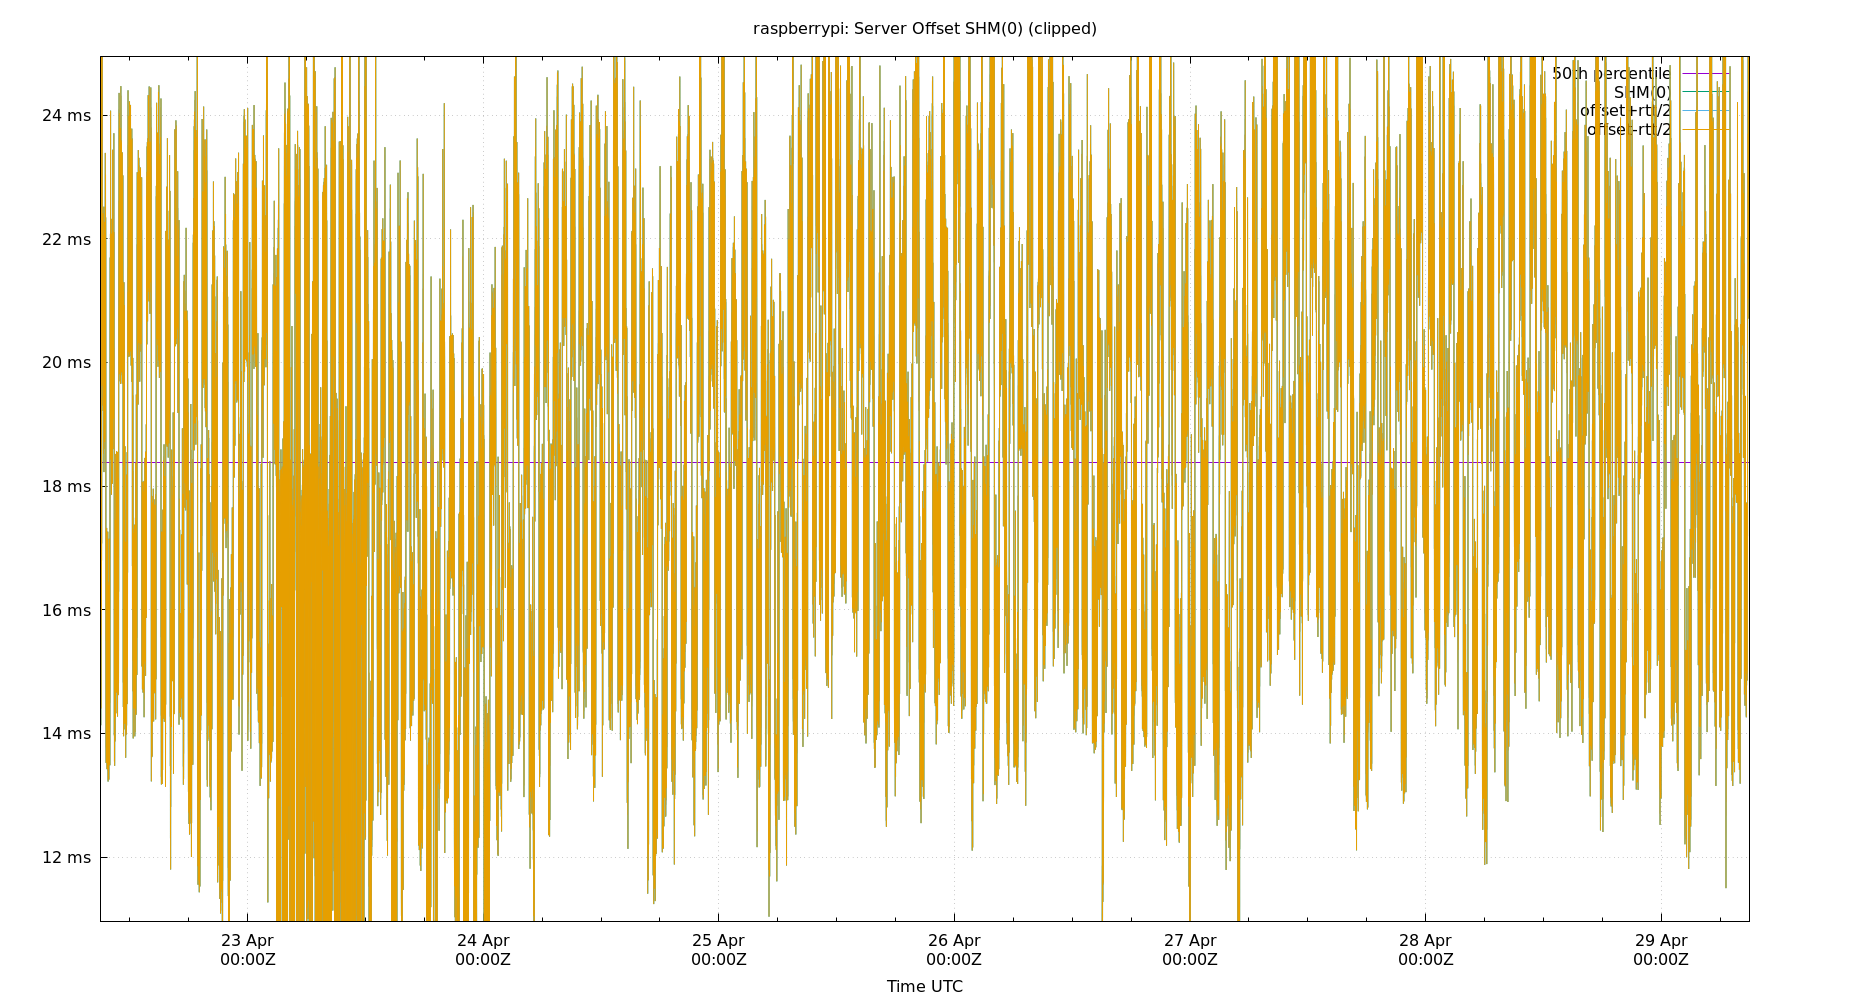 raspberrypi: Server Offset SHM(0) (clipped)
50th percentile
SHM(0)
offset+rtt/2
offset-rtt/2
24 ms
22 ms
20 ms
18 ms
16 ms
14 ms
12 ms
23 Apr 24 Apr 25 Apr 26 Apr 27 Apr 28 Apr 29 Apr
00:00Z 00:00Z 00:00Z 00:00Z 00:00Z 00:00Z 00:00Z
Time UTC